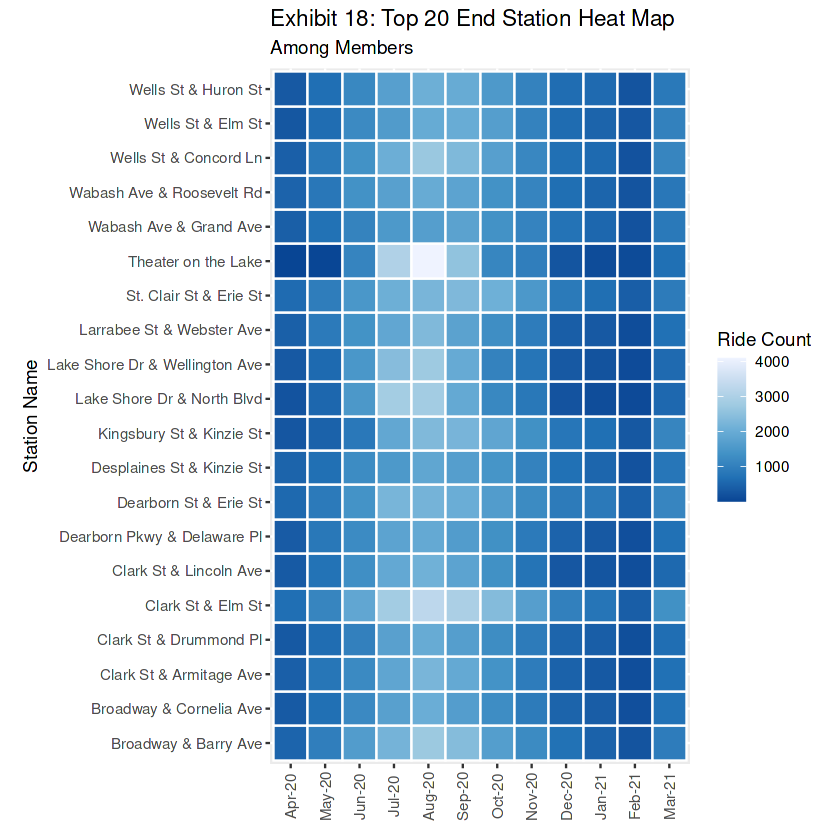 Exhibit 18: Top 20 End Station Heat Map
Among Members
Station Name
Wells St & Huron St
Wells St & Elm St
Wells St & Concord Ln
Wabash Ave & Roosevelt Rd
Wabash Ave & Grand Ave
Theater on the Lake
St. Clair St & Erie St
Larrabee St & Webster Ave
Lake Shore Dr & Wellington Ave
Lake Shore Dr & North Blvd
Kingsbury St & Kinzie St
Desplaines St & Kinzie St
Dearborn St & Erie St
Dearborn Pkwy & Delaware Pl
Clark St & Lincoln Ave
Clark St & Elm St
Clark St & Drummond Pl
Clark St & Armitage Ave
Broadway & Cornelia Ave
Broadway & Barry Ave
Apr-20
May-20
Jun-20
Jul-20
Aug-20
Sep-20
Oct-20
Nov-20
Dec-20
Jan-21
Feb-21
Mar-21
Ride Count
4000
3000
2000
1000